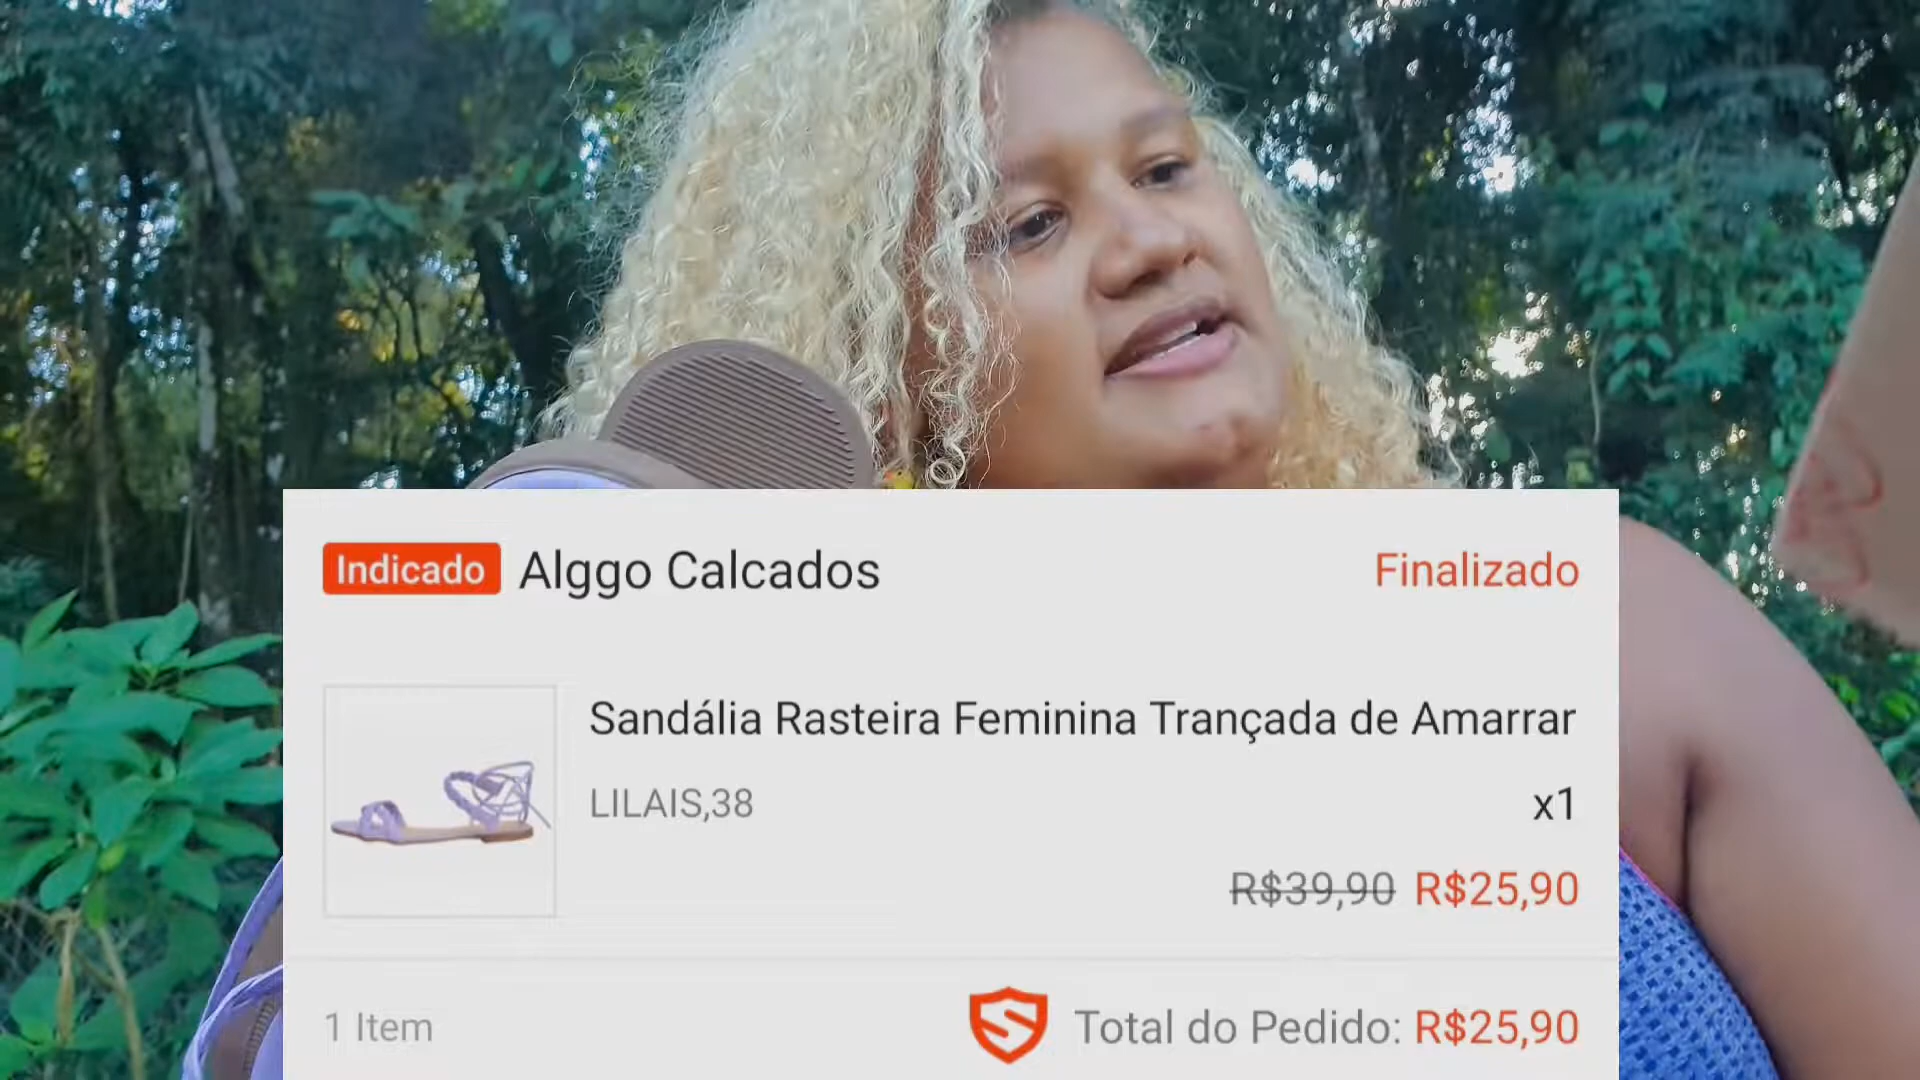 Indicado Alggo Calcados Finalizado
Sandália Rasteira Feminina Trançada de Amarrar
LILAIS,38 x1
R$39,90 R$25,90
1 Item Total do Pedido: R$25,90